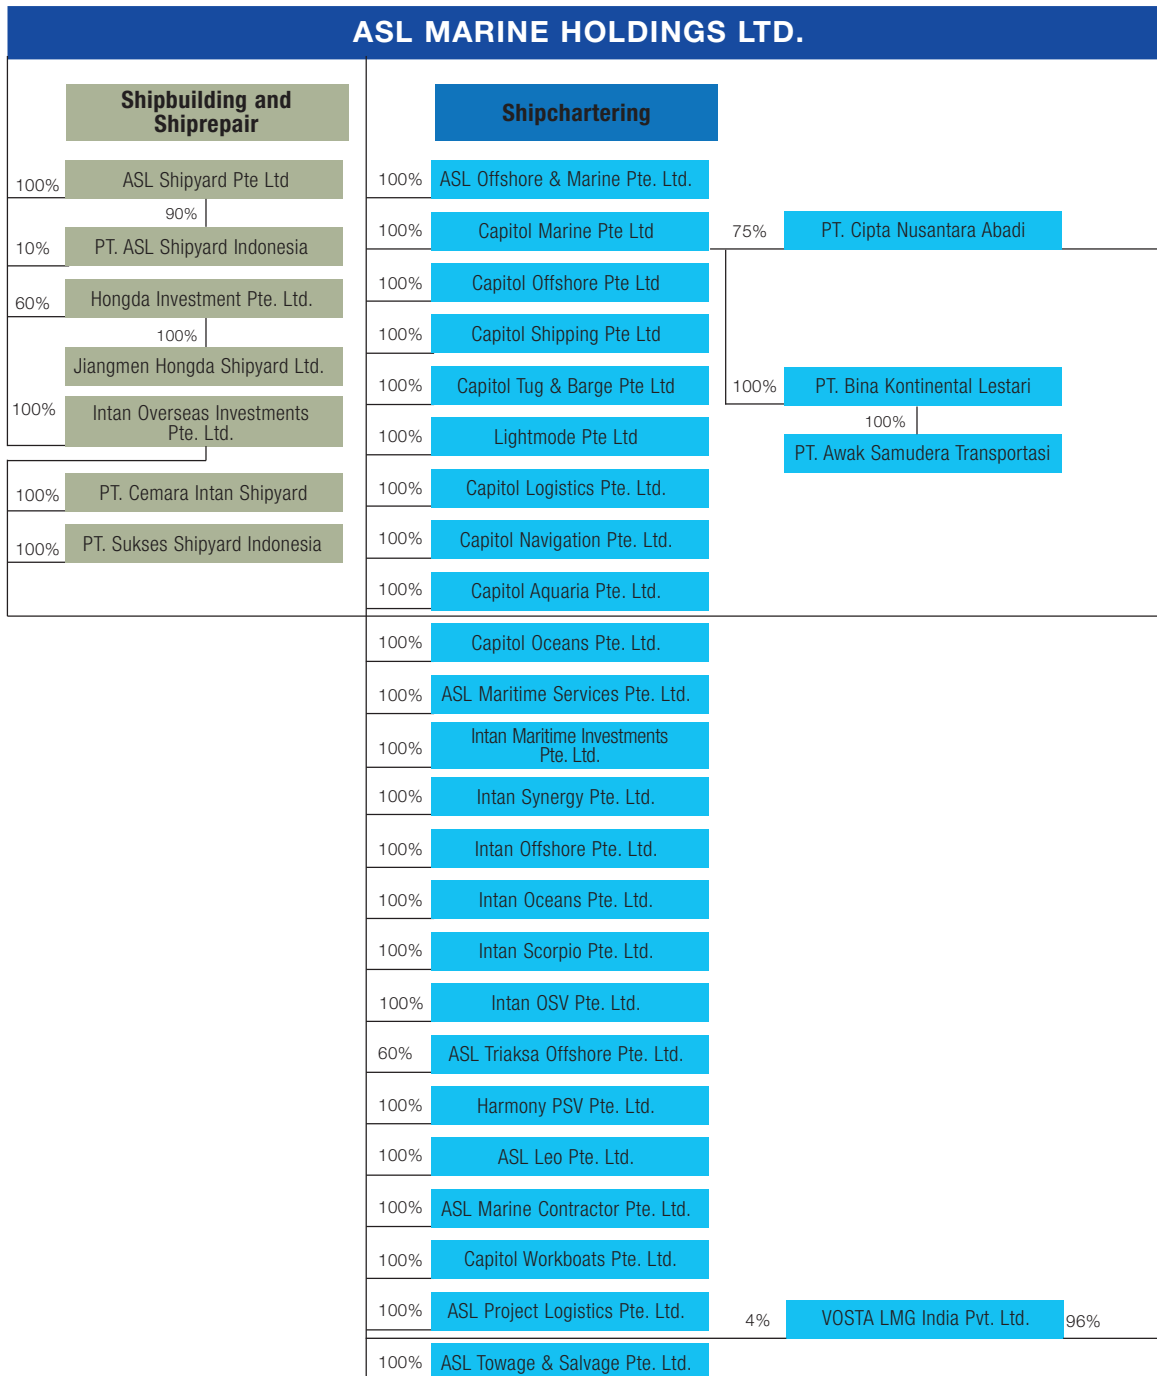 ASL MARINE HOLDINGS LTD.
Shipbuilding and
Shiprepair
100%
ASL Shipyard Pte Ltd
90%
10%
PT. ASL Shipyard Indonesia
60%
Hongda Investment Pte. Ltd.
100%
Jiangmen Hongda Shipyard Ltd.
100%
Intan Overseas Investments
Pte. Ltd.
100%
PT. Cemara Intan Shipyard
100%
PT. Sukses Shipyard Indonesia
Shipchartering
100%
ASL Offshore & Marine Pte. Ltd.
100%
Capitol Marine Pte Ltd
75%
PT. Cipta Nusantara Abadi
100%
Capitol Offshore Pte Ltd
100%
Capitol Shipping Pte Ltd
100%
Capitol Tug & Barge Pte Ltd
100%
PT. Bina Kontinental Lestari
100%
PT. Awak Samudera Transportasi
100%
Lightmode Pte Ltd
100%
Capitol Logistics Pte. Ltd.
100%
Capitol Navigation Pte. Ltd.
100%
Capitol Aquaria Pte. Ltd.
100%
Capitol Oceans Pte. Ltd.
100%
ASL Maritime Services Pte. Ltd.
100%
Intan Maritime Investments
Pte. Ltd.
100%
Intan Synergy Pte. Ltd.
100%
Intan Offshore Pte. Ltd.
100%
Intan Oceans Pte. Ltd.
100%
Intan Scorpio Pte. Ltd.
100%
Intan OSV Pte. Ltd.
60%
ASL Triaksa Offshore Pte. Ltd.
100%
Harmony PSV Pte. Ltd.
100%
ASL Leo Pte. Ltd.
100%
ASL Marine Contractor Pte. Ltd.
100%
Capitol Workboats Pte. Ltd.
100%
ASL Project Logistics Pte. Ltd.
4%
VOSTA LMG India Pvt. Ltd.
96%
100%
ASL Towage & Salvage Pte. Ltd.